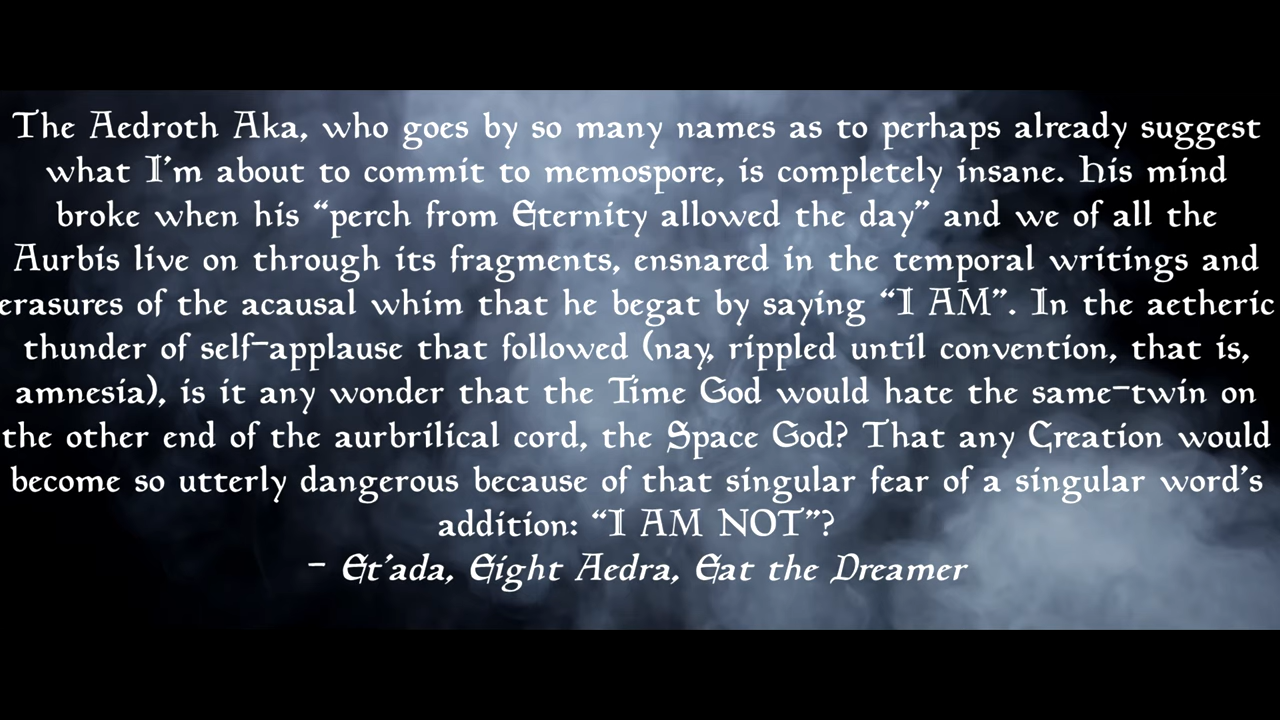 The Aedroth Aka, who goes by so many names as to perhaps already suggest
what I'm about to commit to memospore, is completely insane. His mind
broke when his “perch from Eternity allowed the day” and we of all the
Aurbis live on through its fragments, ensnared in the temporal writings and
erasures of the acausal whim that he begat by saying “I AM”. In the aetheric
thunder of self-applause that followed (nay, rippled until convention, that is,
amnesia), is it any wonder that the Time God would hate the same-twin on
the other end of the aurbrilical cord, the Space God? That any Creation would
become so utterly dangerous because of that singular fear of a singular word's
addition: “I AM NOT”?
- Et'ada, Eight Aedra, Eat the Dreamer